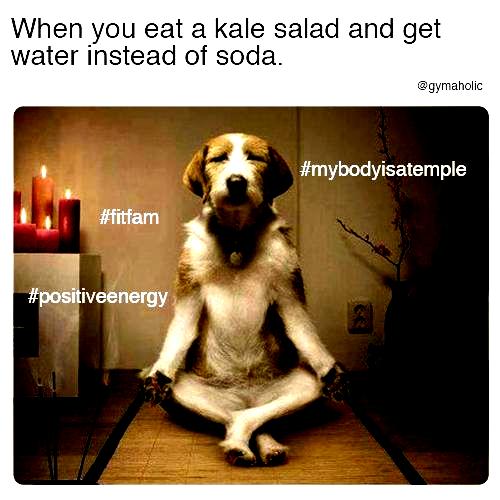 When you eat a kale salad and get
water instead of soda.
@gymaholic
#mybodyisatemple
#fitfam
#positiveenergy